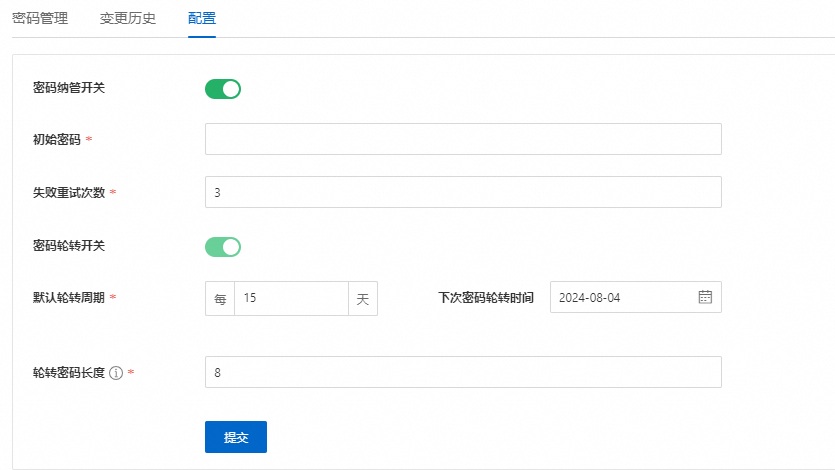 密码管理 变更历史 配置
密码纳管开关
初始密码 *
失败重试次数 * 3
密码轮转开关
默认轮转周期 * 每 15 天 下次密码轮转时间 2024-08-04
轮转密码长度 * 8
提交